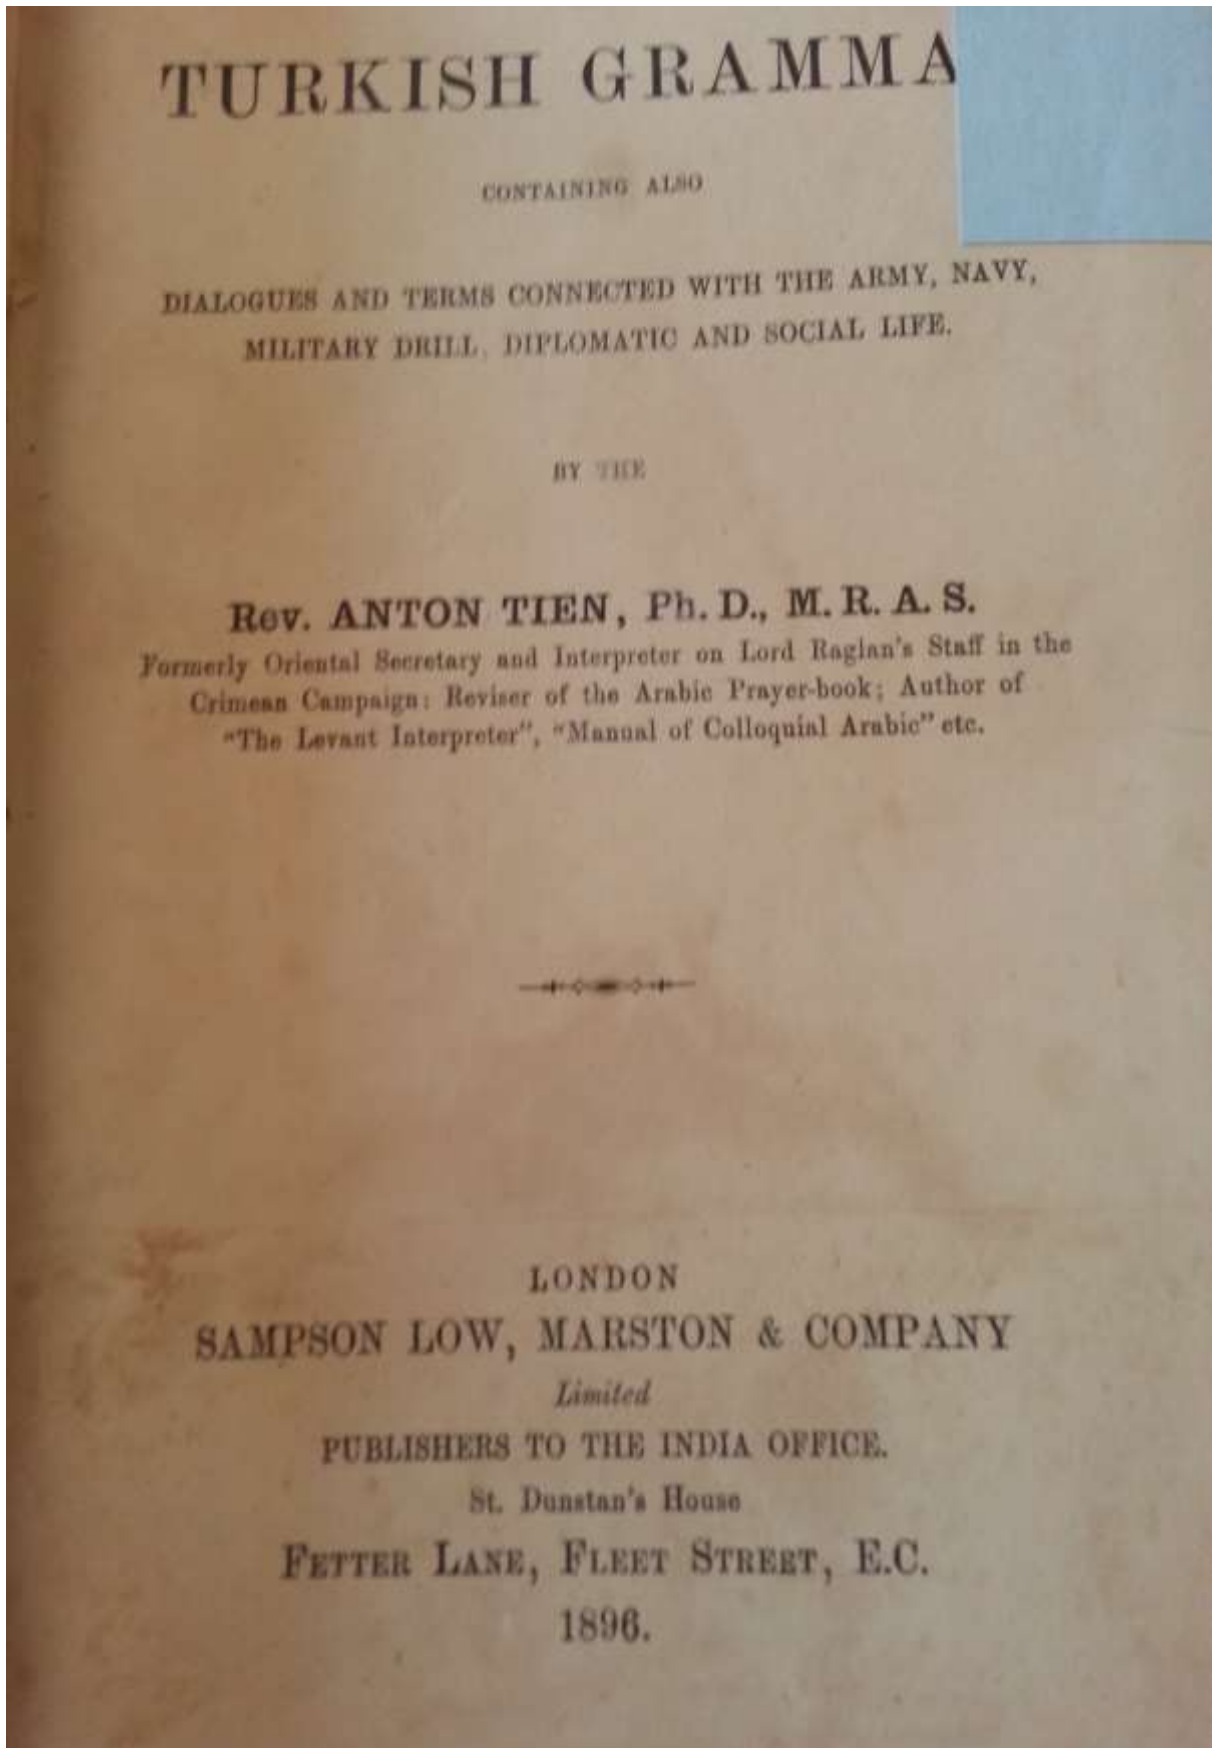 TURKISH GRAMMA
CONTAINING ALSO
DIALOGUES AND TERMS CONNECTED WITH THE ARMY, NAVY,
MILITARY DRILL, DIPLOMATIC AND SOCIAL LIFE.
BY THE
Rev. ANTON TIEN, Ph. D., M. R. A. S.
Formerly Oriental Secretary and Interpreter on Lord Raglan's Staff in the
Crimean Campaign: Reviser of the Arabic Prayer-book; Author of
"The Levant Interpreter", "Manual of Colloquial Arabic" etc.
LONDON
SAMPSON LOW, MARSTON & COMPANY
Limited
PUBLISHERS TO THE INDIA OFFICE.
St. Dunstan's House
FETTER LANE, FLEET STREET, E.C.
1896.